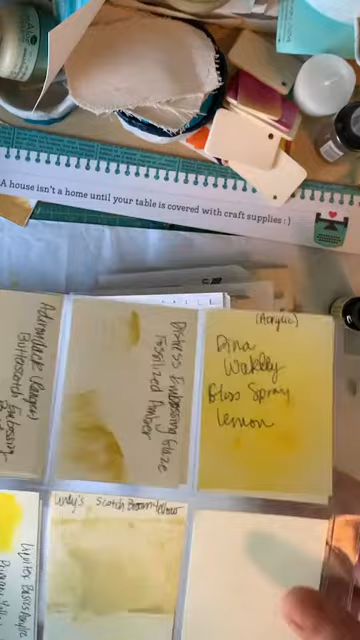 A house isn't a home until your table is covered with craft supplies :)
(Acrylic)
Dina
Wakley
Gloss Spray
Lemon
Distress Embossing Glaze
Fossilized Amber
Adirondack (Ranger)
Butterscotch Embossing
Scotch Broom Yellow